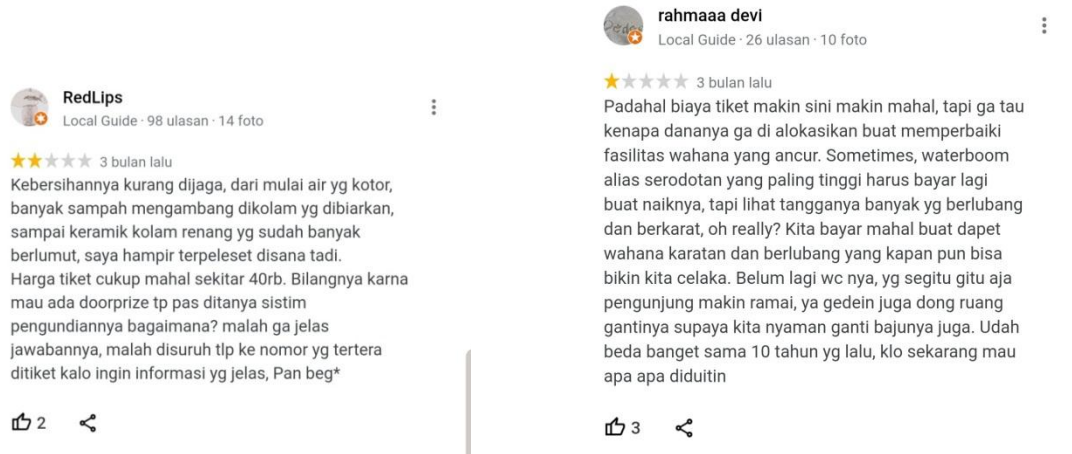 RedLips
Local Guide · 98 ulasan · 14 foto
3 bulan lalu
Kebersihannya kurang dijaga, dari mulai air yg kotor,
banyak sampah mengambang dikolam yg dibiarkan,
sampai keramik kolam renang yg sudah banyak
berlumut, saya hampir terpeleset disana tadi.
Harga tiket cukup mahal sekitar 40rb. Bilangnya karna
mau ada doorprize tp pas ditanya sistim
pengundiannya bagaimana? malah ga jelas
jawabannya, malah disuruh tlp ke nomor yg tertera
ditiket kalo ingin informasi yg jelas, Pan beg*
2
rahmaaa devi
Local Guide · 26 ulasan · 10 foto
3 bulan lalu
Padahal biaya tiket makin sini makin mahal, tapi ga tau
kenapa dananya ga di alokasikan buat memperbaiki
fasilitas wahana yang ancur. Sometimes, waterboom
alias serodotan yang paling tinggi harus bayar lagi
buat naiknya, tapi lihat tangganya banyak yg berlubang
dan berkarat, oh really? Kita bayar mahal buat dapet
wahana karatan dan berlubang yang kapan pun bisa
bikin kita celaka. Belum lagi wc nya, yg segitu gitu aja
pengunjung makin ramai, ya gedein juga dong ruang
gantinya supaya kita nyaman ganti bajunya juga. Udah
beda banget sama 10 tahun yg lalu, klo sekarang mau
apa apa diduitin
3